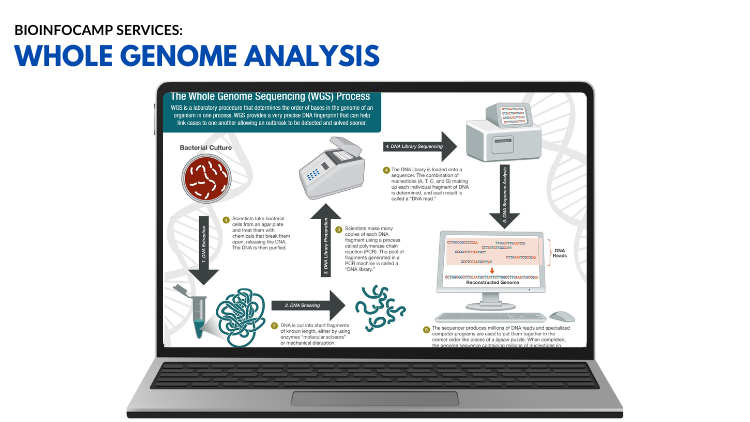 BIOINFOCAMP SERVICES:
WHOLE GENOME ANALYSIS
The Whole Genome Sequencing (WGS) Process
WGS is a laboratory procedure that determines the order of bases in the genome of an
organism in one process. WGS provides a very precise DNA fingerprint that can help
link cases to one another allowing an outbreak to be detected and solved sooner.
Bacterial Culture
1. DNA Extraction
1
Scientists take bacterial
cells from an agar plate
and treat them with
chemicals that break them
open, releasing the DNA.
The DNA is then purified.
2. DNA Shearing
2
DNA is cut into short fragments
of known length, either by using
enzymes "molecular scissors"
or mechanical disruption.
3. DNA Library Preparation
3
Scientists make many
copies of each DNA
fragment using a process
called polymerase chain
reaction (PCR). The pool of
fragments generated in a
PCR machine is called a
"DNA library."
4. DNA Library Sequencing
4
The DNA library is loaded onto a
sequencer. The combination of
nucleotides (A, T, C, and G) making
up each individual fragment of DNA
is determined, and each result is
called a "DNA read."
5. DNA Sequence Analysis
DNA
Reads
Reconstructed Genome
5
The sequencer produces millions of DNA reads and specialized
computer programs are used to put them together in the
correct order like pieces of a jigsaw puzzle. When completed,
the genome sequence containing millions of nucleotides (in